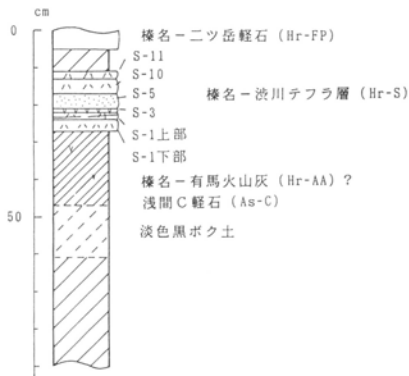 cm
0
榛名－二ツ岳軽石 (Hr-FP)
S-11
S-10
S-5
榛名－渋川テフラ層 (Hr-S)
S-3
S-1上部
S-1下部
榛名－有馬火山灰 (Hr-AA) ?
浅間C軽石 (As-C)
50
淡色黒ボク土